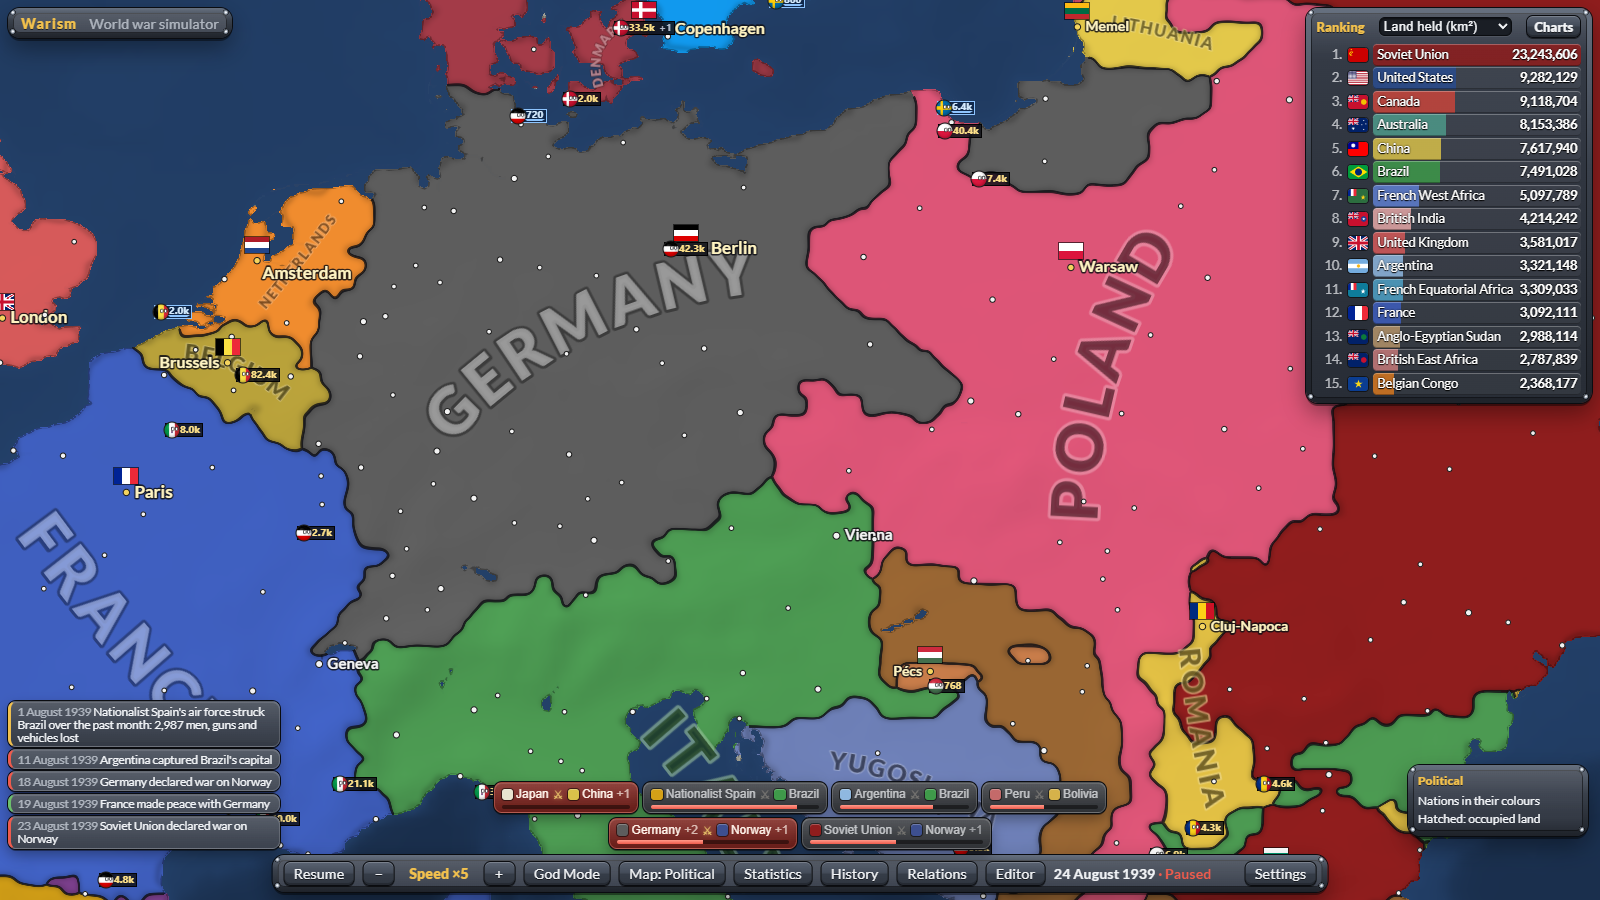 Warism World war simulator
Ranking Land held (km²) Charts
1. Soviet Union 23,243,606
2. United States 9,282,129
3. Canada 9,118,704
4. Australia 8,153,386
5. China 7,617,940
6. Brazil 7,491,028
7. French West Africa 5,097,789
8. British India 4,214,242
9. United Kingdom 3,581,017
10. Argentina 3,321,148
11. French Equatorial Africa 3,309,033
12. France 3,092,111
13. Anglo-Egyptian Sudan 2,988,114
14. British East Africa 2,787,839
15. Belgian Congo 2,368,177
33.5k +1 Copenhagen
DENMARK
2.0k
720
Memel
LITHUANIA
6.4k
40.4k
7.4k
Amsterdam
NETHERLANDS
42.3k Berlin
GERMANY
Warsaw
POLAND
London
2.0k
Brussels
BELGIUM
82.4k
8.0k
Paris
2.7k
FRANC
Vienna
Geneva
Cluj-Napoca
ROMANIA
Pécs
768
ITA
YUGOSL
21.1k
4.6k
4.3k
4.8k
1 August 1939 Nationalist Spain's air force struck
Brazil over the past month: 2,987 men, guns and
vehicles lost
11 August 1939 Argentina captured Brazil's capital
18 August 1939 Germany declared war on Norway
19 August 1939 France made peace with Germany
23 August 1939 Soviet Union declared war on
Norway
Japan China +1
Nationalist Spain Brazil
Argentina Brazil
Peru Bolivia
Germany +2 Norway +1
Soviet Union Norway +1
Political
Nations in their colours
Hatched: occupied land
Resume − Speed ×5 + God Mode Map: Political Statistics History Relations Editor 24 August 1939 · Paused Settings